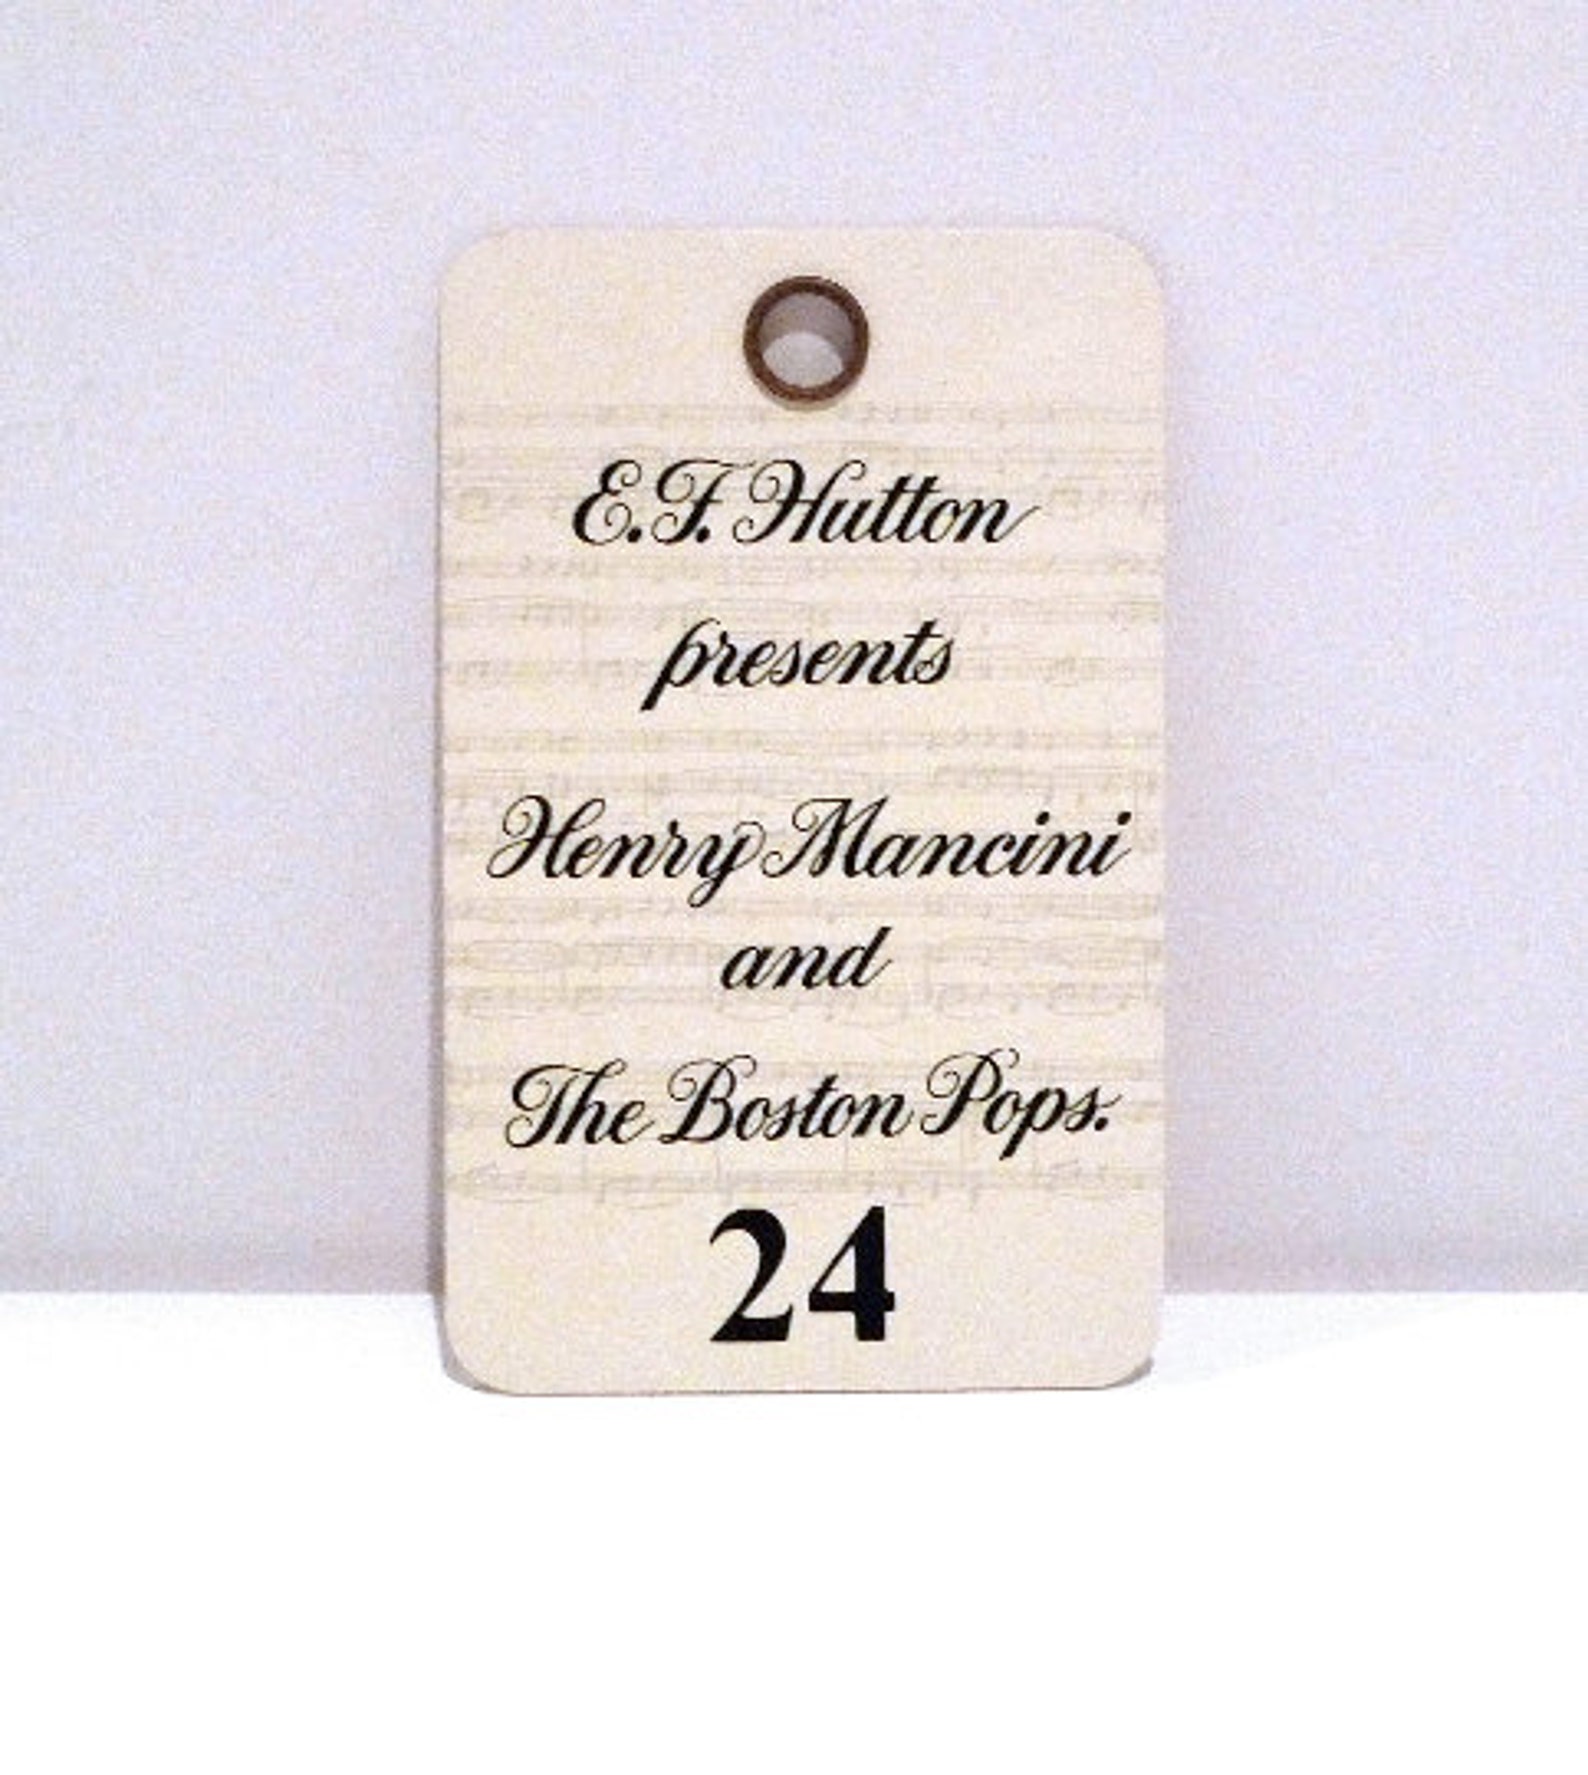 E.F. Hutton
presents
Henry Mancini
and
The Boston Pops.
24